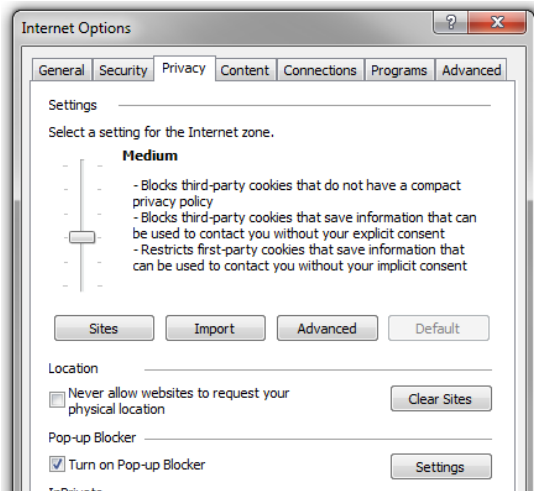 Internet Options
General Security Privacy Content Connections Programs Advanced
Settings
Select a setting for the Internet zone.
Medium
- Blocks third-party cookies that do not have a compact
privacy policy
- Blocks third-party cookies that save information that can
be used to contact you without your explicit consent
- Restricts first-party cookies that save information that
can be used to contact you without your implicit consent
Sites Import Advanced Default
Location
Never allow websites to request your
physical location
Clear Sites
Pop-up Blocker
Turn on Pop-up Blocker
Settings
InPrivate